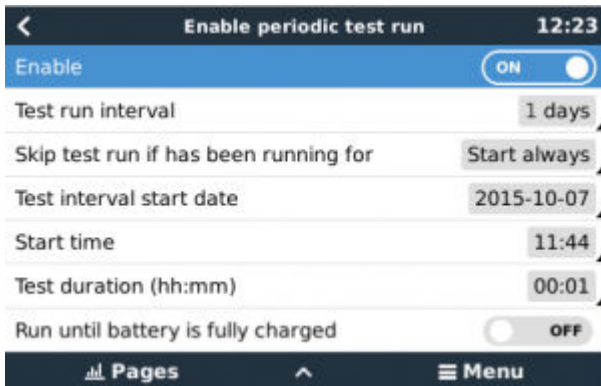 Enable periodic test run 12:23
Enable ON
Test run interval 1 days
Skip test run if has been running for Start always
Test interval start date 2015-10-07
Start time 11:44
Test duration (hh:mm) 00:01
Run until battery is fully charged OFF
Pages Menu